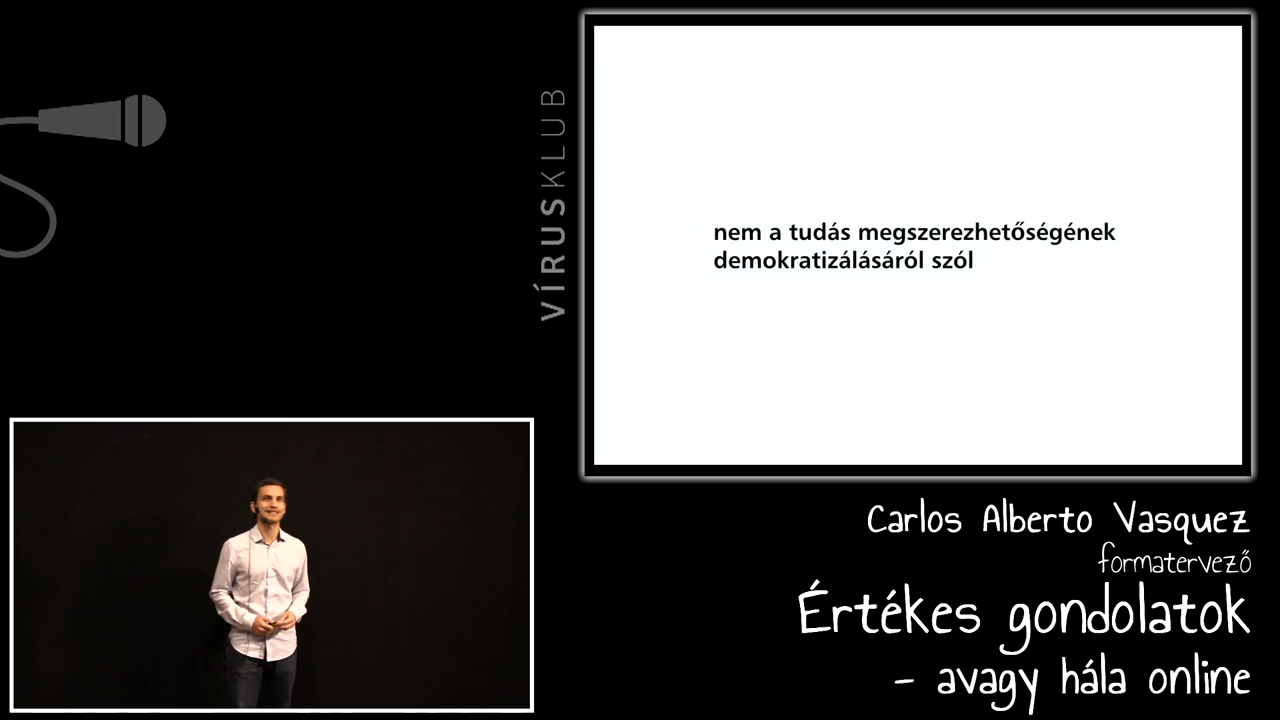 VÍRUSKLUB
nem a tudás megszerezhetőségének
demokratizálásáról szól
Carlos Alberto Vasquez
formatervező
Értékes gondolatok
- avagy hála online